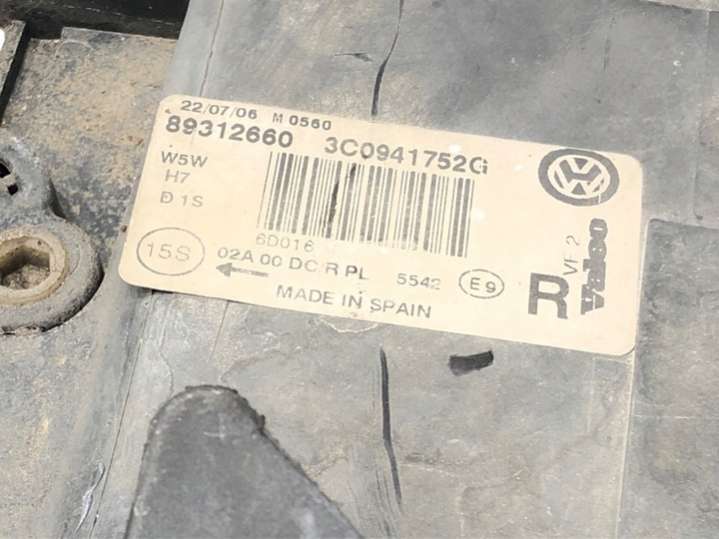 22/07/06 M 0560
89312660 3C0941752G
W5W
H7
D1S
6D016
15S 02A 00 DC/R PL 5542 E9
MADE IN SPAIN
R
VF2
Valeo